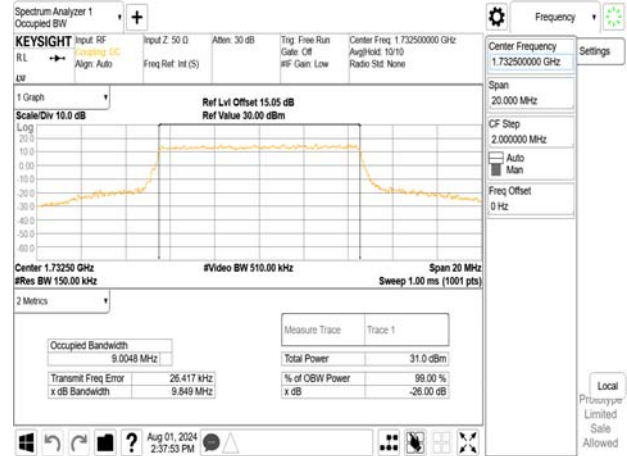 Spectrum Analyzer 1
Occupied BW
Frequency
KEYSIGHT
RL
Input: RF
Coupling: DC
Align: Auto
Input Z: 50 Ω
Freq Ref: Int (S)
Atten: 30 dB
Trig: Free Run
Gate: Off
#IF Gain: Low
Center Freq: 1.732500000 GHz
Avg|Hold: 10/10
Radio Std: None
Center Frequency
1.732500000 GHz
Settings
Span
20.000 MHz
CF Step
2.000000 MHz
Auto
Man
Freq Offset
0 Hz
1 Graph
Scale/Div 10.0 dB
Ref Lvl Offset 15.05 dB
Ref Value 30.00 dBm
Log
20.0
10.0
0.00
-10.0
-20.0
-30.0
-40.0
-50.0
-60.0
Center 1.73250 GHz
#Res BW 150.00 kHz
#Video BW 510.00 kHz
Span 20 MHz
Sweep 1.00 ms (1001 pts)
2 Metrics
Measure Trace
Trace 1
Occupied Bandwidth
9.0048 MHz
Total Power
31.0 dBm
Transmit Freq Error
26.417 kHz
% of OBW Power
99.00 %
x dB Bandwidth
9.849 MHz
x dB
-26.00 dB
Local
Prototype
Limited
Sale
Allowed
Aug 01, 2024
2:37:53 PM